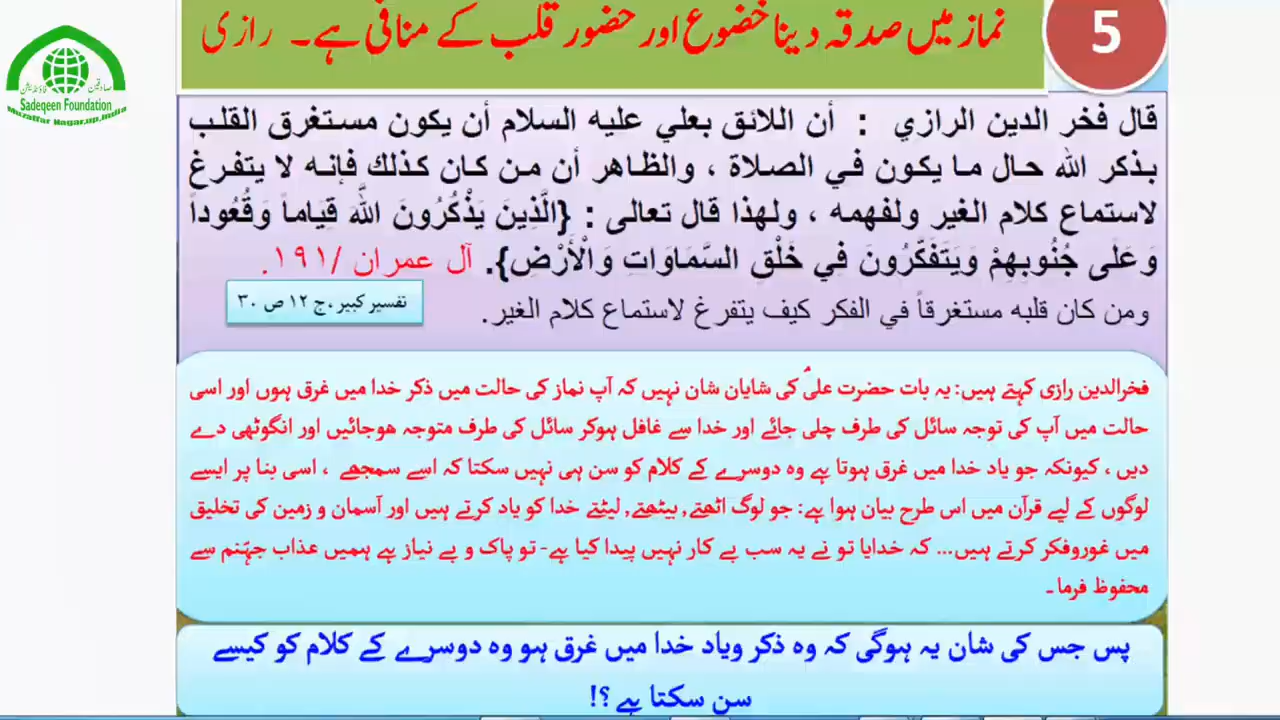 نماز میں صدقہ دینا خضوع اور حضور قلب کے منافی ہے۔ رازی
5
صادقین فاؤنڈیشن
Sadeqeen Foundation
Muzaffar Nagar,up,india
قال فخر الدين الرازي : أن اللائق بعلي عليه السلام أن يكون مستغرق القلب
بذكر الله حال ما يكون في الصلاة ، والظاهر أن من كان كذلك فإنه لا يتفرغ
لاستماع كلام الغير ولفهمه ، ولهذا قال تعالى : {الَّذِينَ يَذْكُرُونَ اللَّهَ قِيَاماً وَقُعُوداً
وَعَلَى جُنُوبِهِمْ وَيَتَفَكَّرُونَ فِي خَلْقِ السَّمَاوَاتِ وَالْأَرْضِ}. آل عمران /١٩١.
ومن كان قلبه مستغرقاً في الفكر كيف يتفرغ لاستماع كلام الغير.
تفسیر کبیر ،ج ۱۲ ص ۳۰
فخرالدین رازی کہتے ہیں: یہ بات حضرت علیؑ کی شایان شان نہیں کہ آپ نماز کی حالت میں ذکر خدا میں غرق ہوں اور اسی
حالت میں آپ کی توجہ سائل کی طرف چلی جائے اور خدا سے غافل ہوکر سائل کی طرف متوجہ ہوجائیں اور انگوٹھی دے
دیں ، کیونکہ جو یاد خدا میں غرق ہوتا ہے وہ دوسرے کے کلام کو سن ہی نہیں سکتا کہ اسے سمجھے ، اسی بنا پر ایسے
لوگوں کے لیے قرآن میں اس طرح بیان ہوا ہے: جو لوگ اٹھتے, بیٹھتے, لیٹتے خدا کو یاد کرتے ہیں اور آسمان و زمین کی تخلیق
میں غوروفکر کرتے ہیں... کہ خدایا تو نے یہ سب بے کار نہیں پیدا کیا ہے- تو پاک و بے نیاز ہے ہمیں عذاب جہّنم سے
محفوظ فرما۔
پس جس کی شان یہ ہوگی کہ وہ ذکر ویاد خدا میں غرق ہو وہ دوسرے کے کلام کو کیسے
سن سکتا ہے ؟!